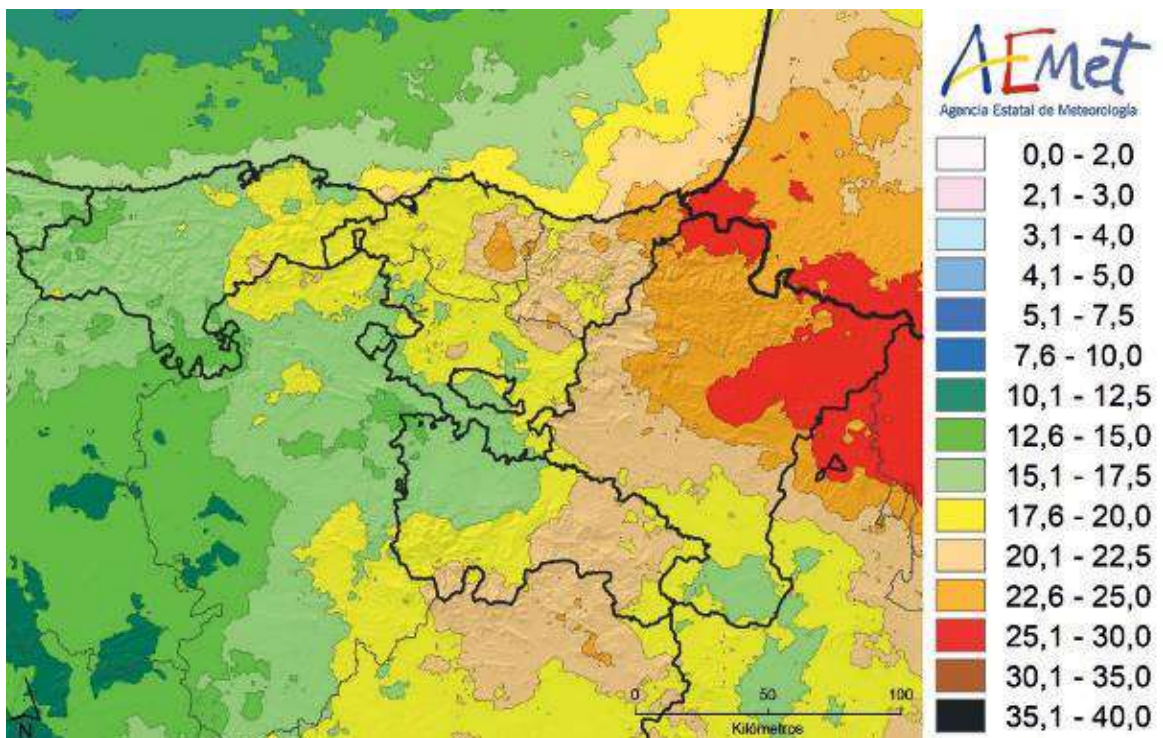 AEMet
Agencia Estatal de Meteorología
0,0 - 2,0
2,1 - 3,0
3,1 - 4,0
4,1 - 5,0
5,1 - 7,5
7,6 - 10,0
10,1 - 12,5
12,6 - 15,0
15,1 - 17,5
17,6 - 20,0
20,1 - 22,5
22,6 - 25,0
25,1 - 30,0
30,1 - 35,0
35,1 - 40,0
0 50 100
Kilómetros
N